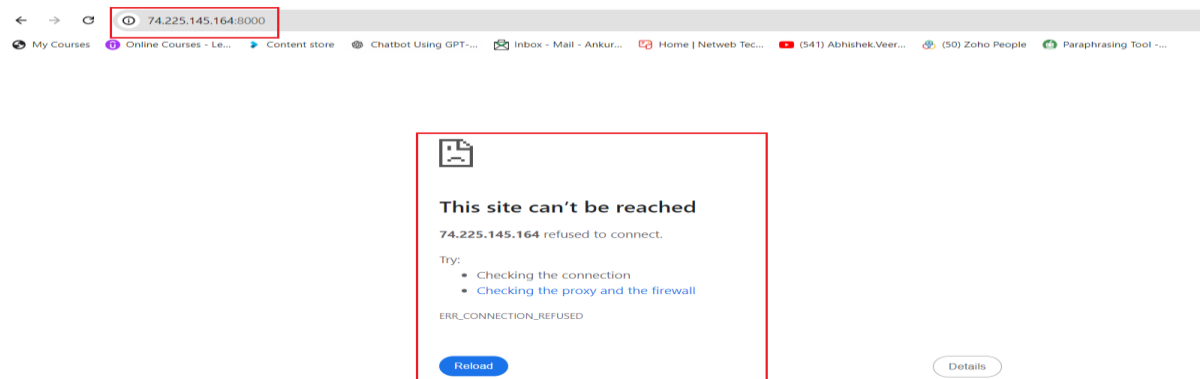 74.225.145.164:8000
My Courses Online Courses - Le... Content store Chatbot Using GPT-... Inbox - Mail - Ankur... Home | Netweb Tec... (541) Abhishek.Veer... (50) Zoho People Paraphrasing Tool -...
This site can't be reached
74.225.145.164 refused to connect.
Try:
• Checking the connection
• Checking the proxy and the firewall
ERR_CONNECTION_REFUSED
Reload Details